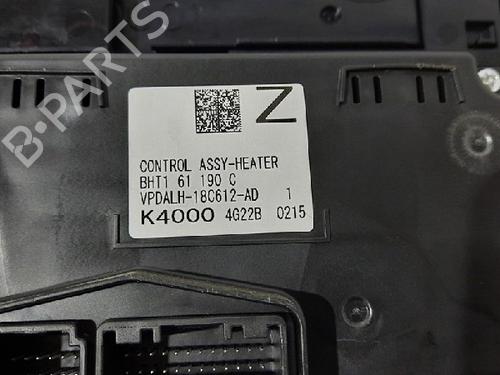 B-PARTS
Z
CONTROL ASSY-HEATER
BHT1 61 190 C
VPDALH-18C612-AD 1
K4000 4G22B 0215